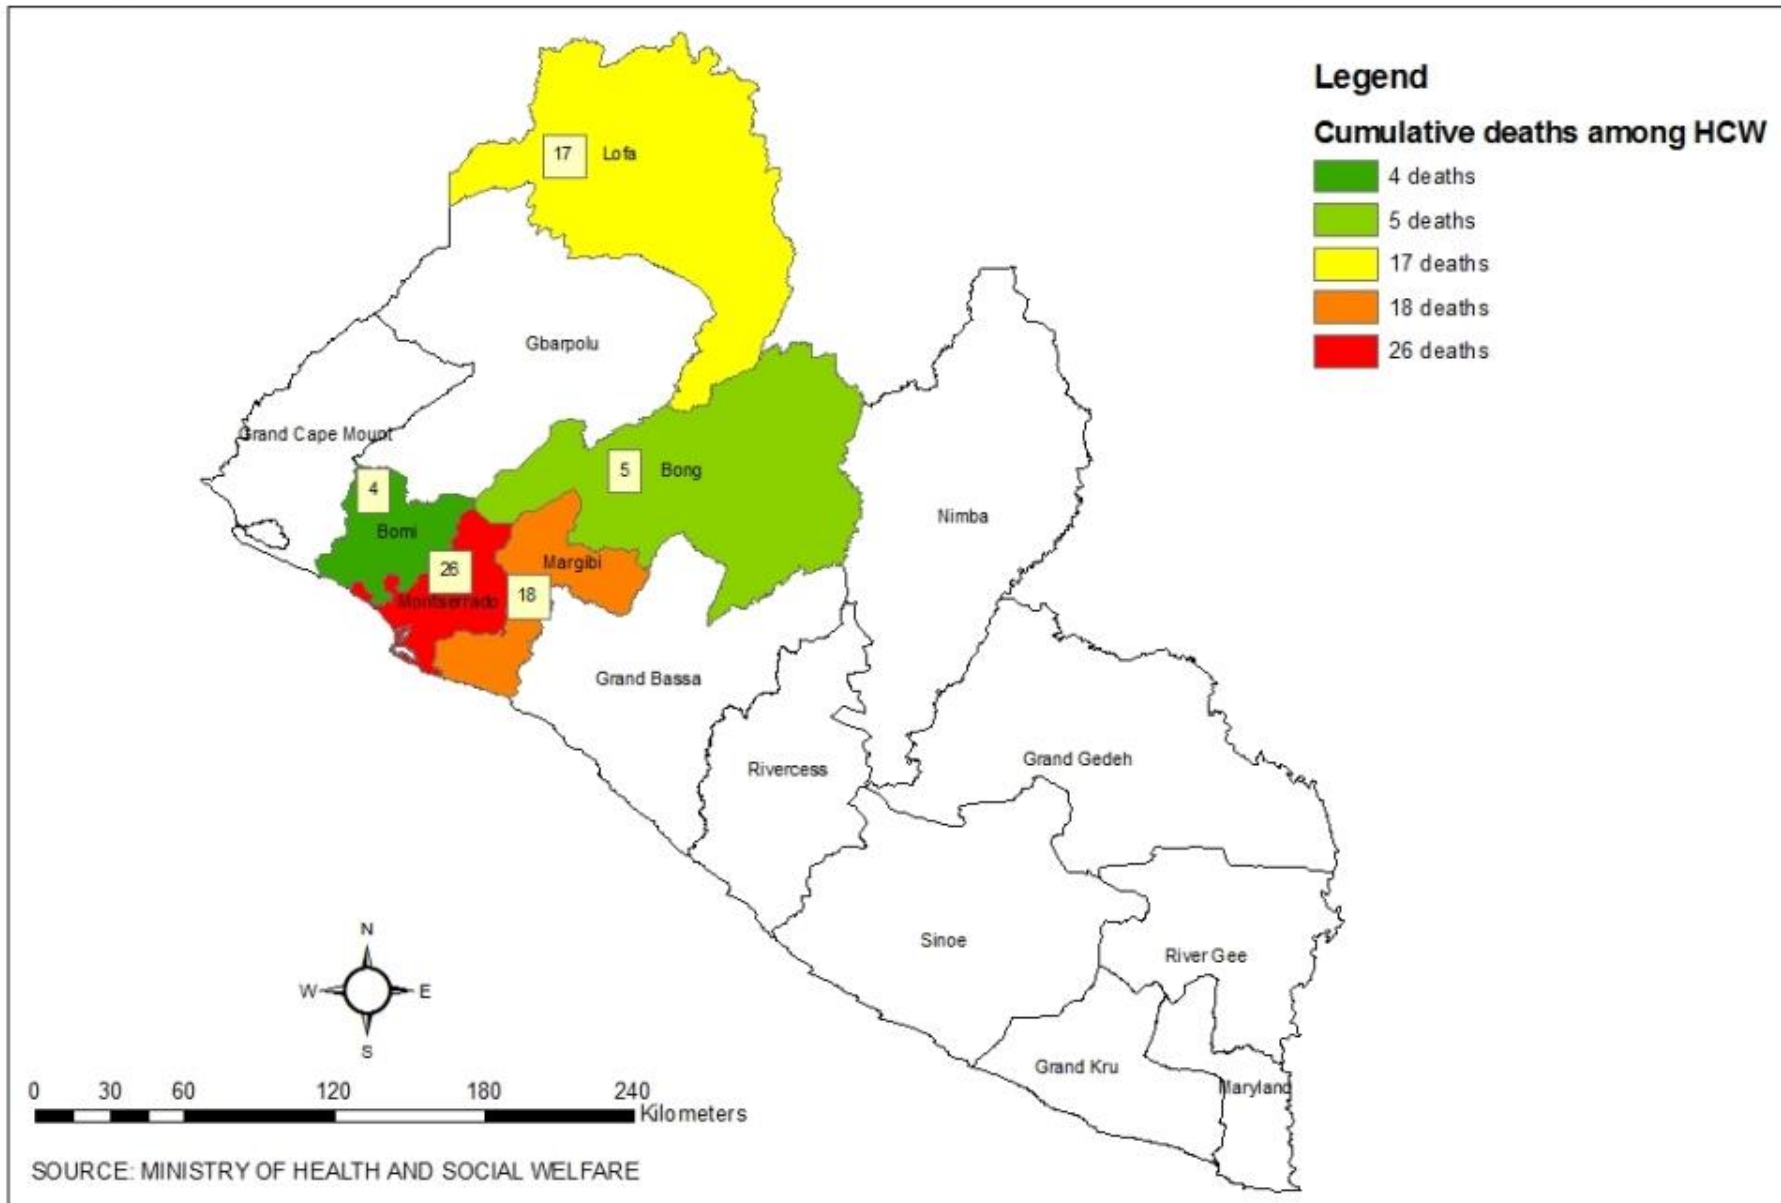 Legend
Cumulative deaths among HCW
4 deaths
5 deaths
17 deaths
18 deaths
26 deaths
17 Lofa
Gbarpolu
Grand Cape Mount
5 Bong
4
Bomi
Nimba
26
Margibi
18
Montserrado
Grand Bassa
Rivercess
Grand Gedeh
Sinoe
River Gee
Grand Kru
Maryland
N
W E
S
0 30 60 120 180 240
Kilometers
SOURCE: MINISTRY OF HEALTH AND SOCIAL WELFARE